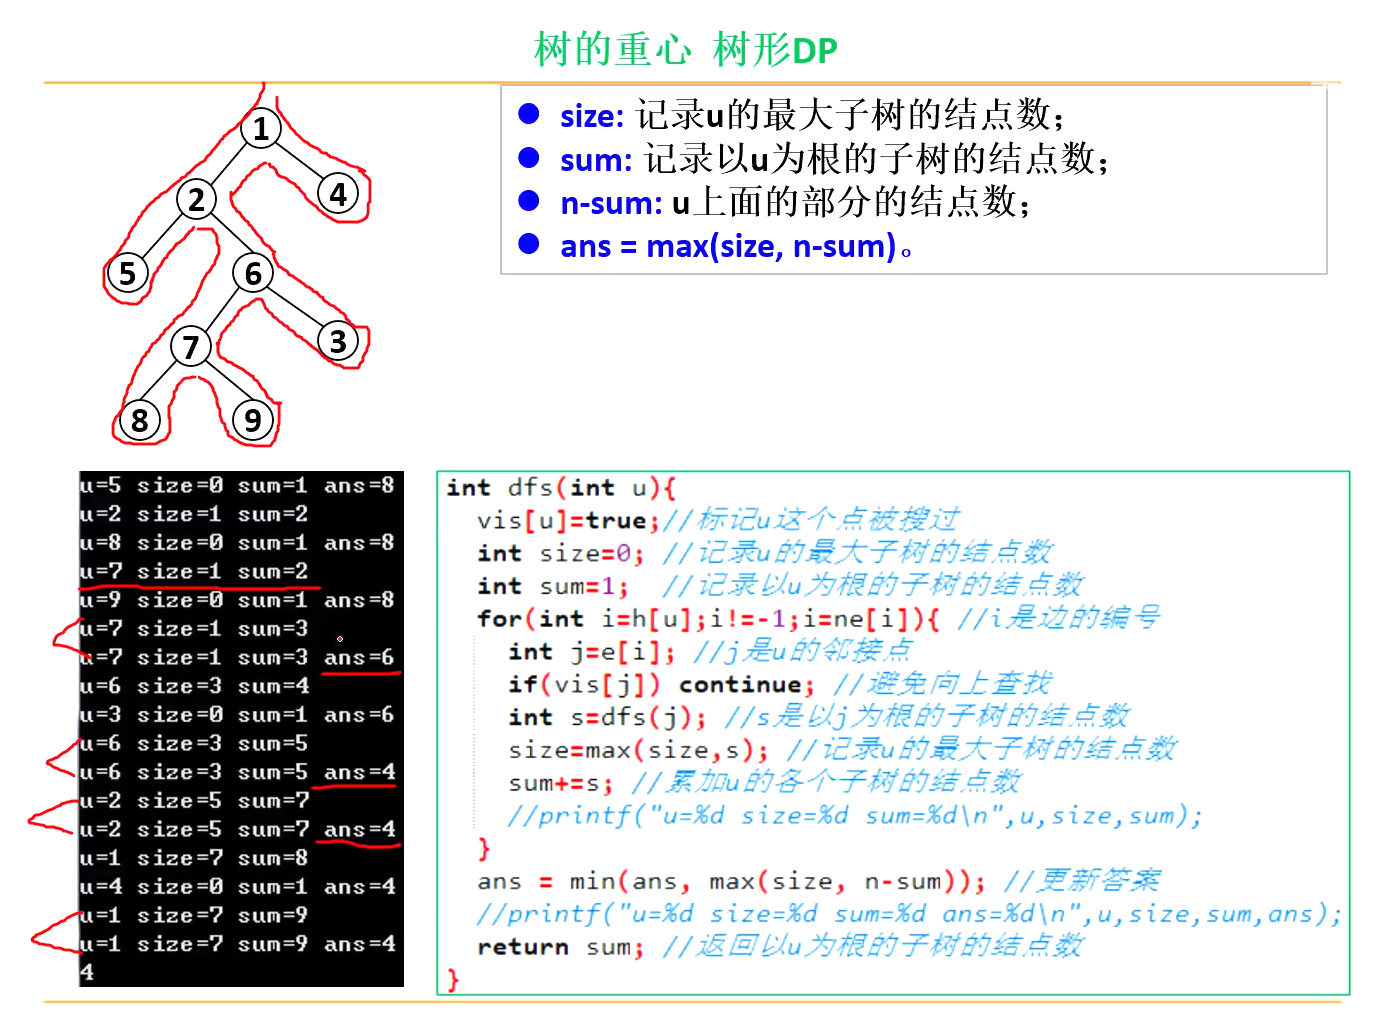 树的重心 树形DP
size: 记录u的最大子树的结点数；
sum: 记录以u为根的子树的结点数；
n-sum: u上面的部分的结点数；
ans = max(size, n-sum)。
1
2
4
5
6
7
3
8
9
u=5 size=0 sum=1 ans=8
u=2 size=1 sum=2
u=8 size=0 sum=1 ans=8
u=7 size=1 sum=2
u=9 size=0 sum=1 ans=8
u=7 size=1 sum=3
u=7 size=1 sum=3 ans=6
u=6 size=3 sum=4
u=3 size=0 sum=1 ans=6
u=6 size=3 sum=5
u=6 size=3 sum=5 ans=4
u=2 size=5 sum=7
u=2 size=5 sum=7 ans=4
u=1 size=7 sum=8
u=4 size=0 sum=1 ans=4
u=1 size=7 sum=9
u=1 size=7 sum=9 ans=4
4
int dfs(int u){
vis[u]=true;//标记u这个点被搜过
int size=0; //记录u的最大子树的结点数
int sum=1; //记录以u为根的子树的结点数
for(int i=h[u];i!=-1;i=ne[i]){ //i是边的编号
int j=e[i]; //j是u的邻接点
if(vis[j]) continue; //避免向上查找
int s=dfs(j); //s是以j为根的子树的结点数
size=max(size,s); //记录u的最大子树的结点数
sum+=s; //累加u的各个子树的结点数
//printf("u=%d size=%d sum=%d\n",u,size,sum);
}
ans = min(ans, max(size, n-sum)); //更新答案
//printf("u=%d size=%d sum=%d ans=%d\n",u,size,sum,ans);
return sum; //返回以u为根的子树的结点数
}